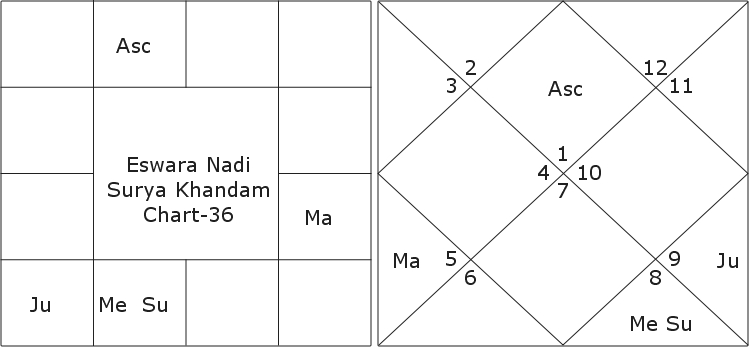 Asc
Eswara Nadi
Surya Khandam
Chart-36
Ma
Ju
Me Su
2
12
3
Asc
11
1
4
10
7
Ma
5
9
Ju
6
8
Me Su